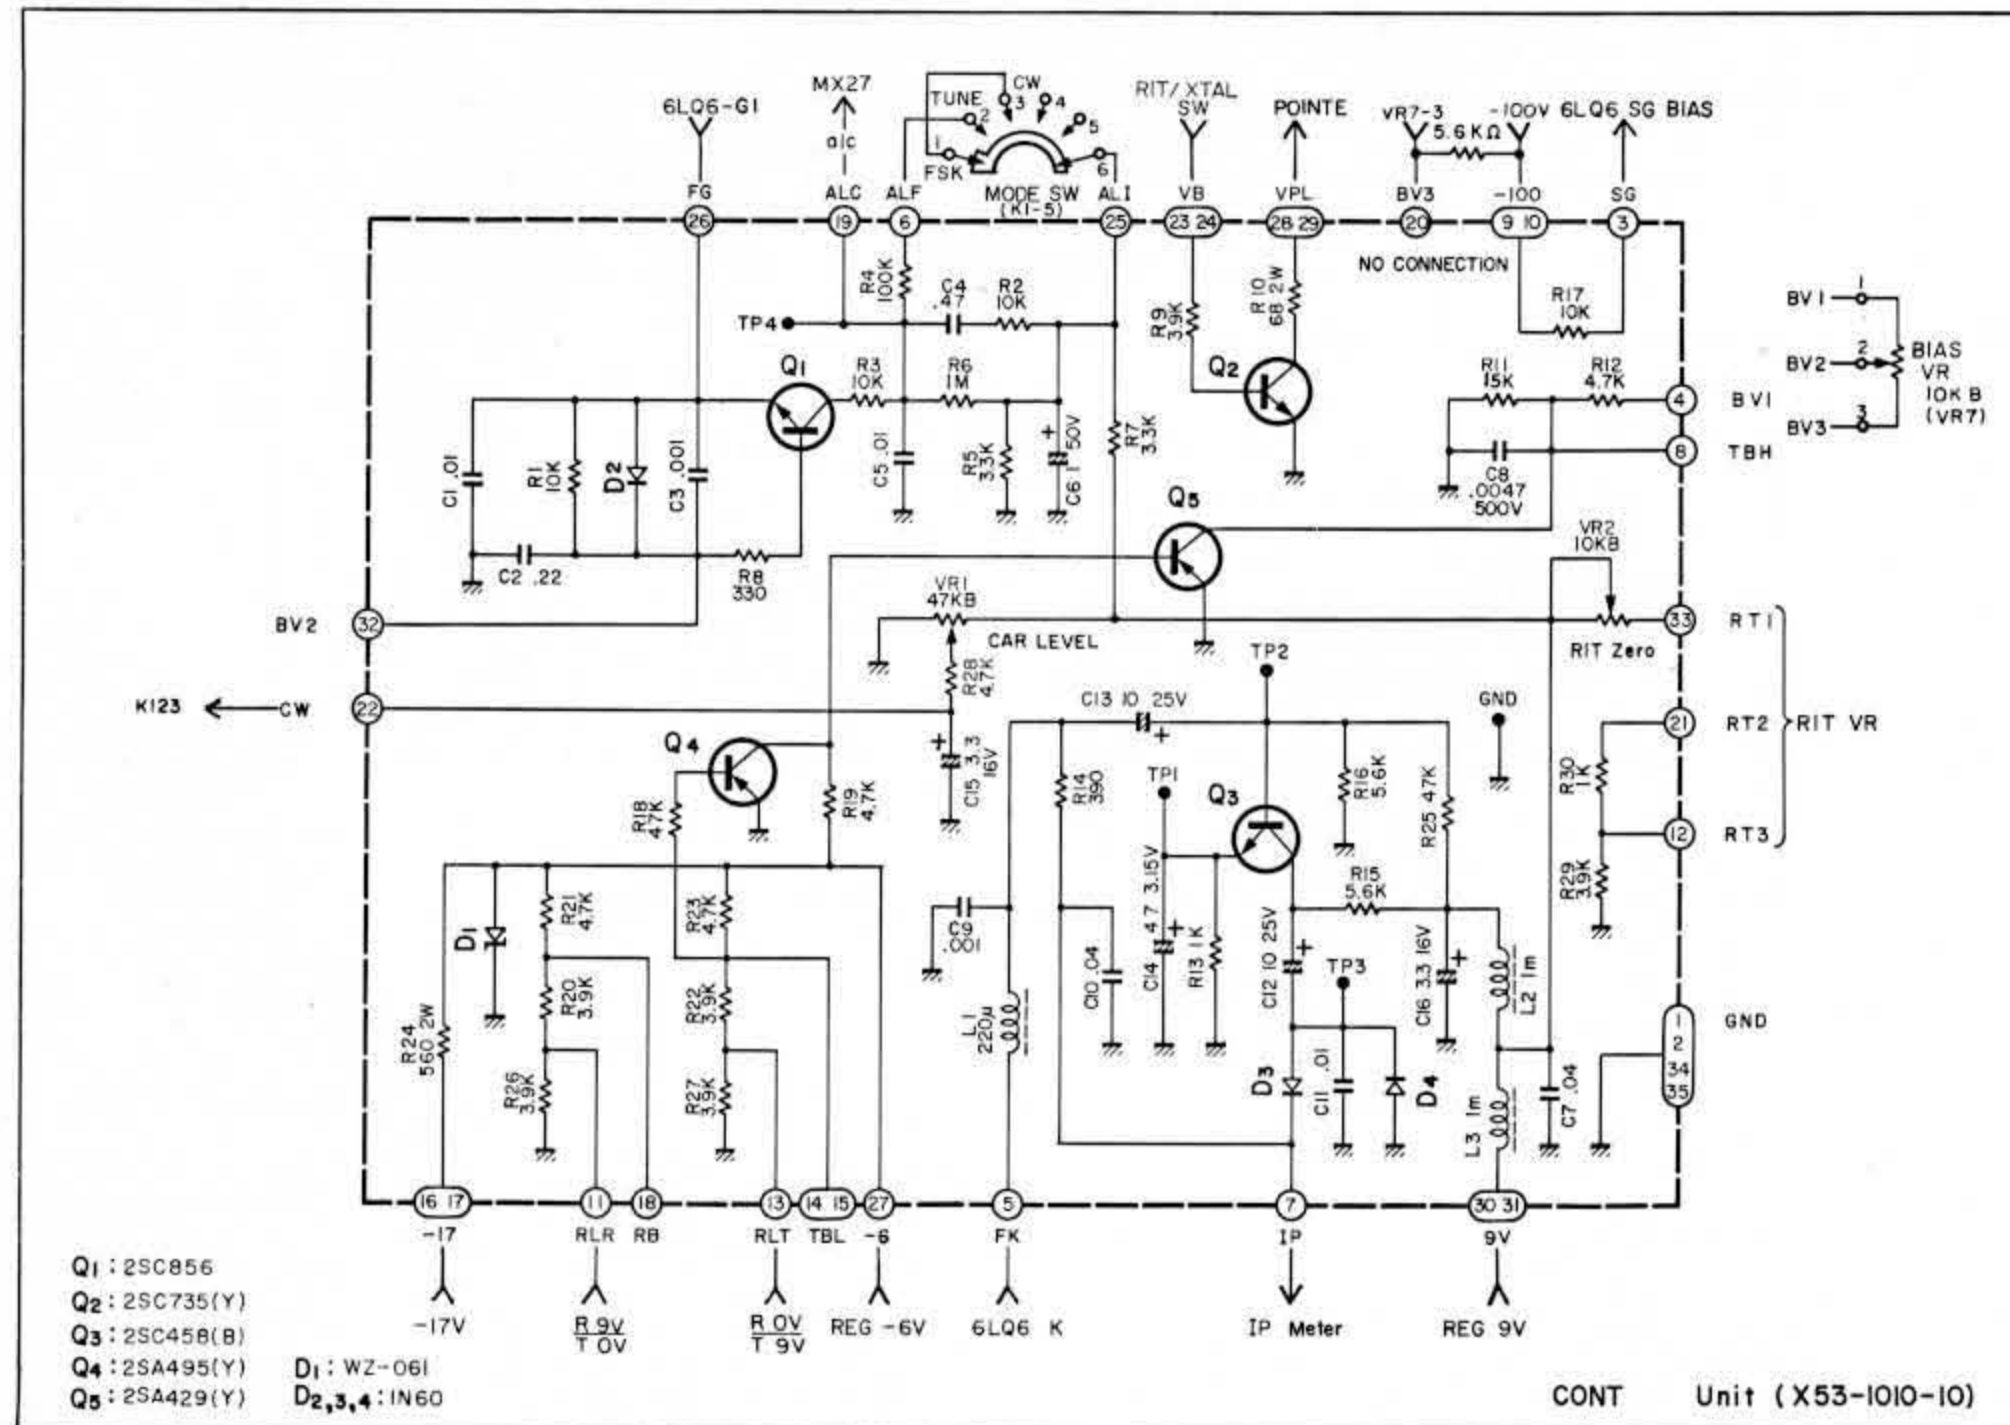 MX27
6LQ6-G1
alc
TUNE
CW
1 2 3 4 5 6
FSK
MODE SW
(K1-5)
RIT/XTAL
SW
POINTE
VR7-3
-100V
6LQ6 SG BIAS
5.6KΩ
FG
ALC
ALF
ALI
VB
VPL
BV3
-100
SG
26
19
6
25
23 24
28 29
20
9 10
3
NO CONNECTION
R4
100K
C4
.47
R2
10K
TP4
R9
3.9K
R10
68 2W
R17
10K
BV1
1
BV2
2
BV3
3
BIAS
VR
10K B
(VR7)
Q1
R3
10K
R6
1M
Q2
R11
15K
R12
4.7K
4
BV1
8
TBH
C1 .01
R1
10K
D2
C3 .001
C5 .01
R5
3.3K
+
C6 1 50V
R7
3.3K
C8
.0047
500V
Q5
VR2
10KB
C2 .22
R8
330
BV2
32
VR1
47KB
CAR LEVEL
RIT Zero
33
RT1
K123
CW
22
R28
4.7K
TP2
C13 10 25V
+
GND
21
RT2
RIT VR
Q4
+
C15 3.3
16V
R18
47K
R19
4.7K
R14
390
TP1
Q3
R16
5.6K
R25 47K
R30
1K
12
RT3
R15
5.6K
R29
3.9K
D1
R21
4.7K
R23
4.7K
C9
.001
C14 47 3.15V
+
R13 1K
C12 10 25V
+
TP3
C16 33 16V
+
L2 1m
R24
560 2W
R20
3.9K
R22
3.9K
L1
220μ
C10 .04
1
2
34
35
GND
R26
3.9K
R27
3.9K
D3
C11 .01
D4
L3 1m
C7 .04
16 17
11
18
13
14 15
27
5
7
30 31
-17
RLR
RB
RLT
TBL
-6
FK
IP
9V
-17V
R 9V
T 0V
R 0V
T 9V
REG -6V
6LQ6 K
IP Meter
REG 9V
Q1 : 2SC856
Q2 : 2SC735(Y)
Q3 : 2SC458(B)
Q4 : 2SA495(Y)
D1 : WZ-061
Q5 : 2SA429(Y)
D2,3,4 : 1N60
CONT Unit (X53-1010-10)